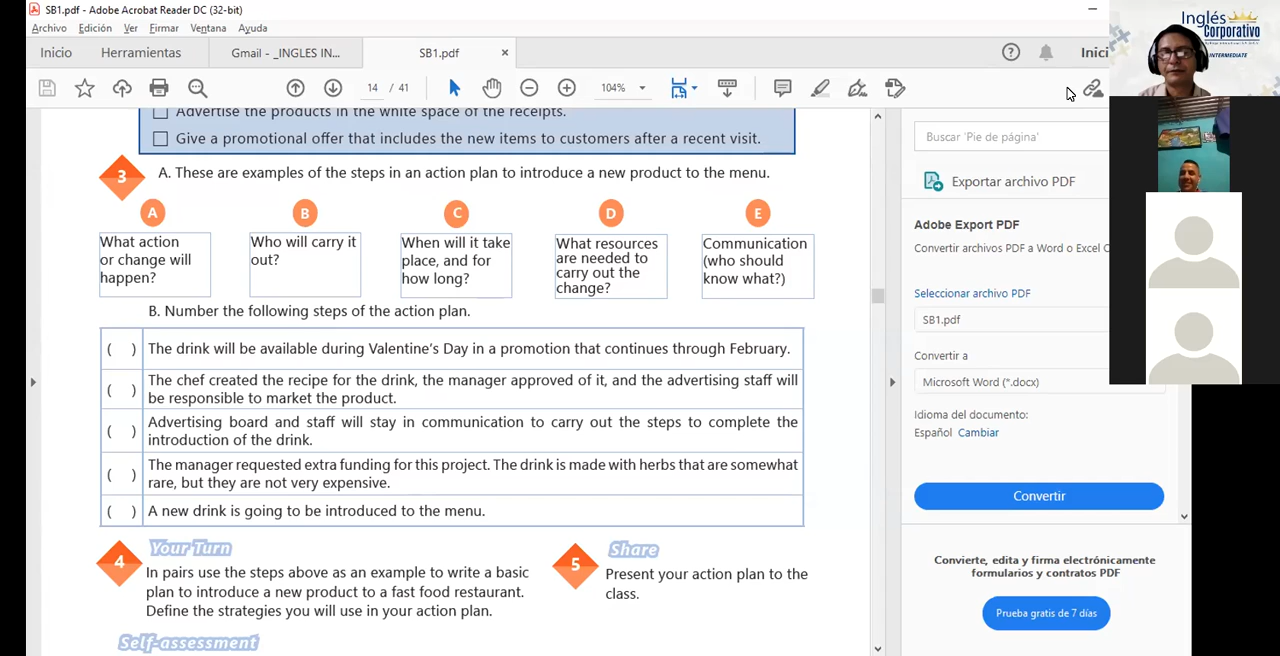 SB1.pdf - Adobe Acrobat Reader DC (32-bit)
Archivo Edición Ver Firmar Ventana Ayuda
Inicio Herramientas Gmail - _INGLES IN... SB1.pdf × Inici
14 / 41 104%
Inglés
Corporativo
INTERMEDIATE
Advertise the products in the white space of the receipts.
Give a promotional offer that includes the new items to customers after a recent visit.
3 A. These are examples of the steps in an action plan to introduce a new product to the menu.
A B C D E
What action
or change will
happen?
Who will carry it
out?
When will it take
place, and for
how long?
What resources
are needed to
carry out the
change?
Communication
(who should
know what?)
B. Number the following steps of the action plan.
( ) The drink will be available during Valentine's Day in a promotion that continues through February.
( ) The chef created the recipe for the drink, the manager approved of it, and the advertising staff will
be responsible to market the product.
( ) Advertising board and staff will stay in communication to carry out the steps to complete the
introduction of the drink.
( ) The manager requested extra funding for this project. The drink is made with herbs that are somewhat
rare, but they are not very expensive.
( ) A new drink is going to be introduced to the menu.
4 Your Turn
In pairs use the steps above as an example to write a basic
plan to introduce a new product to a fast food restaurant.
Define the strategies you will use in your action plan.
5 Share
Present your action plan to the
class.
Self-assessment
Buscar 'Pie de página'
Exportar archivo PDF
Adobe Export PDF
Convertir archivos PDF a Word o Excel
Seleccionar archivo PDF
SB1.pdf
Convertir a
Microsoft Word (*.docx)
Idioma del documento:
Español Cambiar
Convertir
Convierte, edita y firma electrónicamente
formularios y contratos PDF
Prueba gratis de 7 días